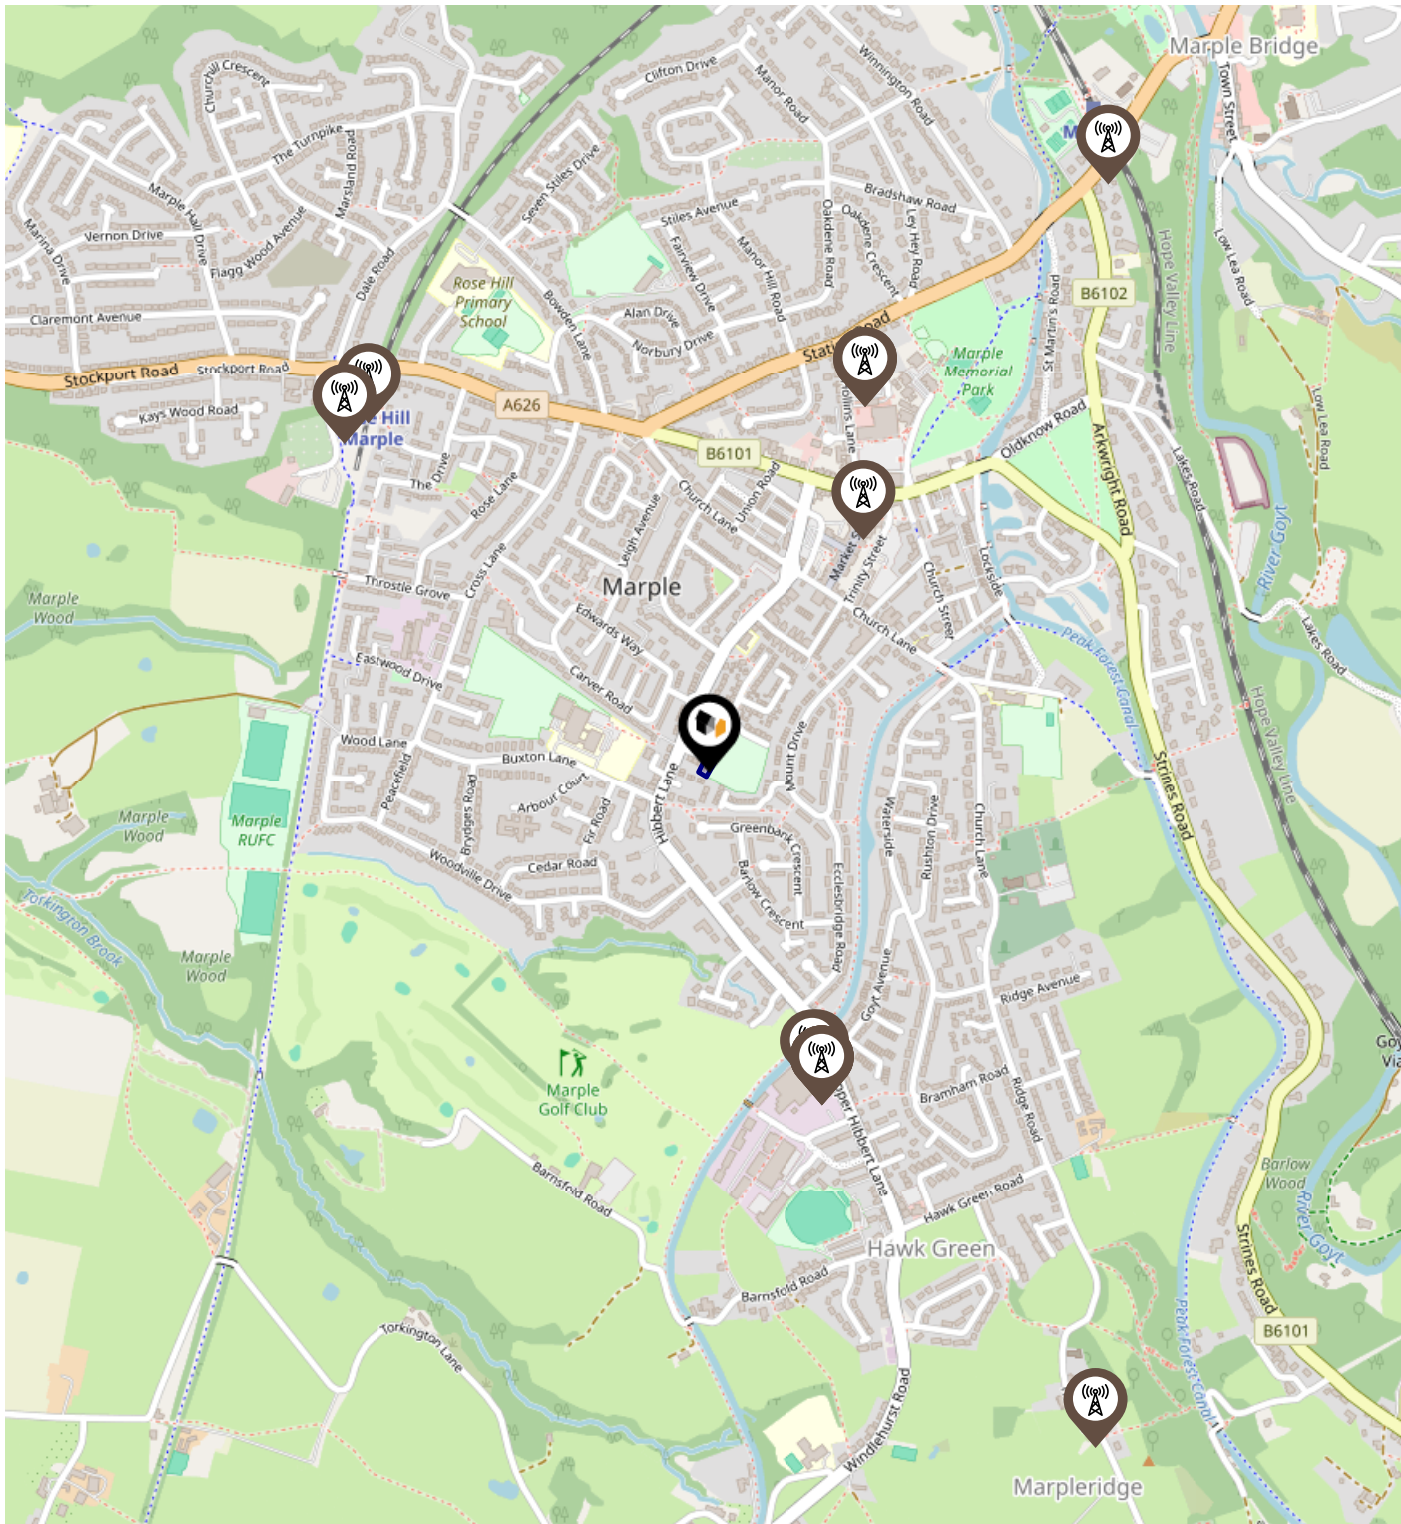 Marple Bridge
Winnington Road
Clifton Drive
Manor Road
Churchill Crescent
Town Street
The Turnpike
Marsland Road
Seven Stiles Drive
Marple Hall Drive
Bradshaw Road
Stiles Avenue
Oakdene Road
Oakdene Crescent
Ley Hey Road
Marina Drive
Vernon Drive
Flagg Wood Avenue
Dale Road
Fairview Drive
Manor Hill Road
Hope Valley Line
Low Lea Road
Rose Hill
Primary
School
B6102
St Martin's Road
Bowden Lane
Alan Drive
Claremont Avenue
Norbury Drive
Marple
Memorial
Park
Stockport Road
Stockport Road
Low Lea Road
Kays Wood Road
A626
Hill
Marple
Oldknow Road
B6101
Arkwright Road
Lakes Road
The Drive
Rose Lane
Church Lane
Union Road
Leigh Avenue
River Goyt
Trinity Street
Lockside
Cross Lane
Throstle Grove
Marple
Church Street
Marple
Wood
Edwards Way
Church Lane
Peak Forest Canal
Lakes Road
Eastwood Drive
Carver Road
Hope Valley Line
Wood Lane
Buxton Lane
Mount Drive
Strines Road
Peacefield
Arbour Court
Hibbert Lane
Marple
Wood
Marple
RUFC
Brydges Road
Fir Road
Greenbank Crescent
Waterside
Rushton Drive
Church Lane
Cedar Road
Woodville Drive
Barlow Crescent
Ecclesbridge Road
Torkington Brook
Marple
Wood
Goyt Avenue
Ridge Avenue
Marple
Golf Club
Bramham Road
Ridge Road
Upper Hibbert Lane
Barnsfold Road
Hawk Green Road
Barlow
Wood
River Goyt
Hawk Green
Strines Road
Barnsfold Road
Peak Forest Canal
B6101
Torkington Lane
Windlehurst Road
Marpleridge